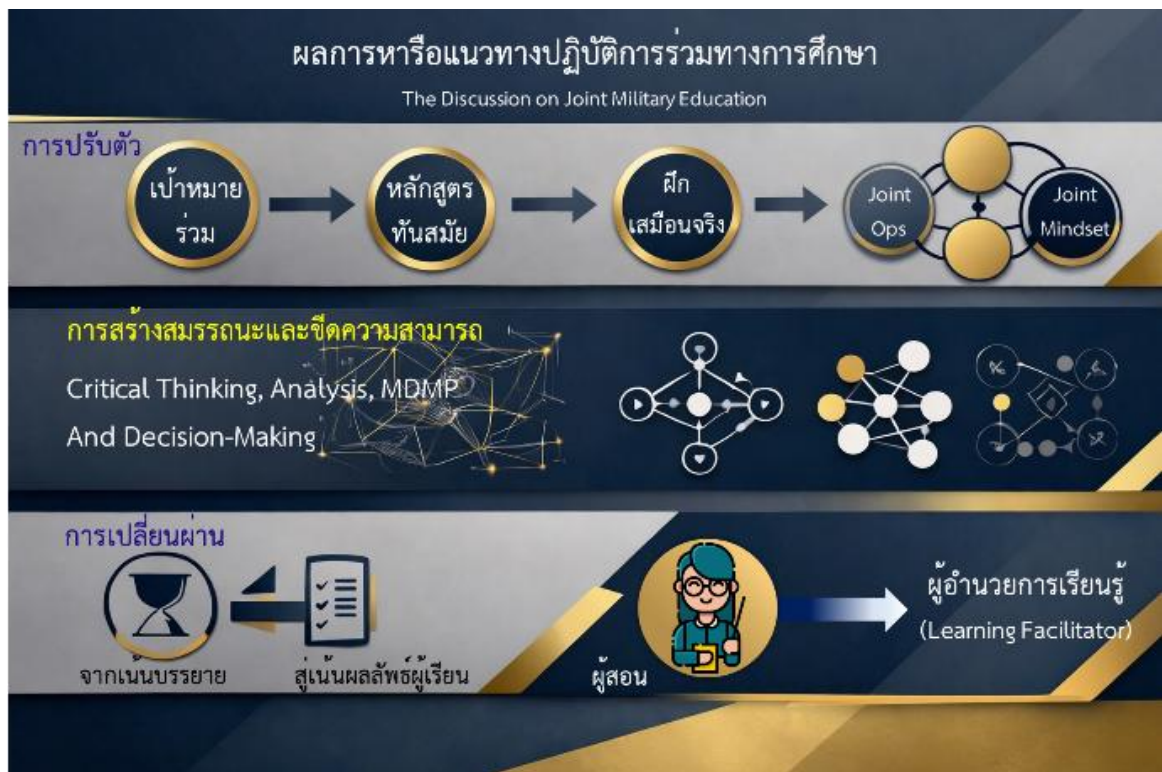 ผลการหารือแนวทางปฏิบัติการร่วมทางการศึกษา
The Discussion on Joint Military Education
การปรับตัว
เป้าหมาย
ร่วม
หลักสูตร
ทันสมัย
ฝึก
เสมือนจริง
Joint
Ops
Joint
Mindset
การสร้างสมรรถนะและขีดความสามารถ
Critical Thinking, Analysis, MDMP
And Decision-Making
การเปลี่ยนผ่าน
จากเน้นบรรยาย
สู่เน้นผลลัพธ์ผู้เรียน
ผู้สอน
ผู้อำนวยการเรียนรู้
(Learning Facilitator)